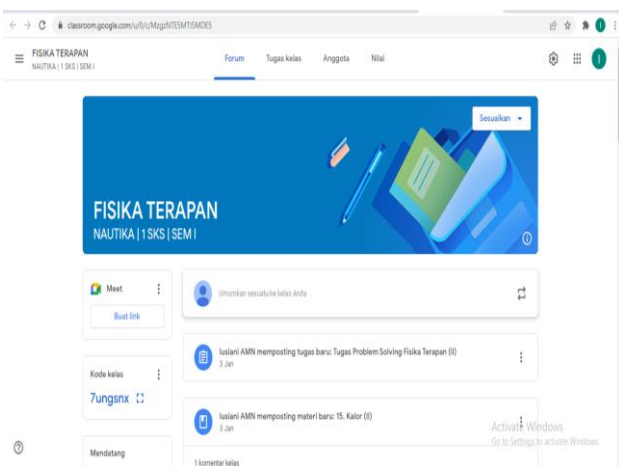 classroom.google.com/u/0/c/MzgzNTE5MTI5MDE5
FISIKA TERAPAN
NAUTIKA | 1 SKS | SEM I
Forum
Tugas kelas
Anggota
Nilai
I
Sesuaikan
FISIKA TERAPAN
NAUTIKA | 1 SKS | SEM I
Meet
Buat link
Umumkan sesuatu ke kelas Anda
Kode kelas
7ungsnx
lusiani AMN memposting tugas baru: Tugas Problem Solving Fisika Terapan (II)
3 Jan
lusiani AMN memposting materi baru: 15. Kalor (II)
3 Jan
Mendatang
1 komentar kelas
Activate Windows
Go to Settings to activate Windows.